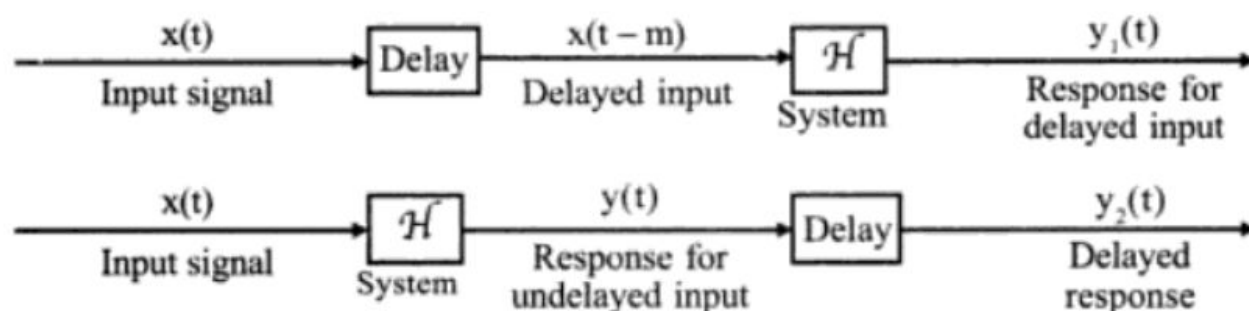 x(t)
Input signal
Delay
x(t – m)
Delayed input
ℋ
System
y₁(t)
Response for
delayed input
x(t)
Input signal
ℋ
System
y(t)
Response for
undelayed input
Delay
y₂(t)
Delayed
response